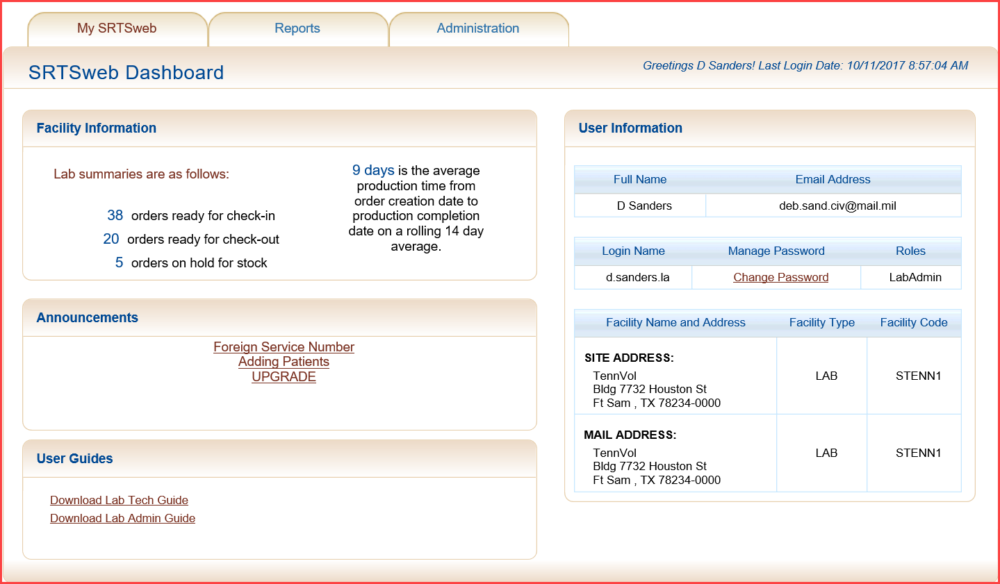 My SRTSweb
Reports
Administration
SRTSweb Dashboard
Greetings D Sanders! Last Login Date: 10/11/2017 8:57:04 AM
Facility Information
Lab summaries are as follows:
38 orders ready for check-in
20 orders ready for check-out
5 orders on hold for stock
9 days is the average
production time from
order creation date to
production completion
date on a rolling 14 day
average.
Announcements
Foreign Service Number
Adding Patients
UPGRADE
User Guides
Download Lab Tech Guide
Download Lab Admin Guide
User Information
Full Name Email Address
D Sanders deb.sand.civ@mail.mil
Login Name Manage Password Roles
d.sanders.la Change Password LabAdmin
Facility Name and Address Facility Type Facility Code
SITE ADDRESS:
TennVol
Bldg 7732 Houston St
Ft Sam , TX 78234-0000
LAB
STENN1
MAIL ADDRESS:
TennVol
Bldg 7732 Houston St
Ft Sam , TX 78234-0000
LAB
STENN1